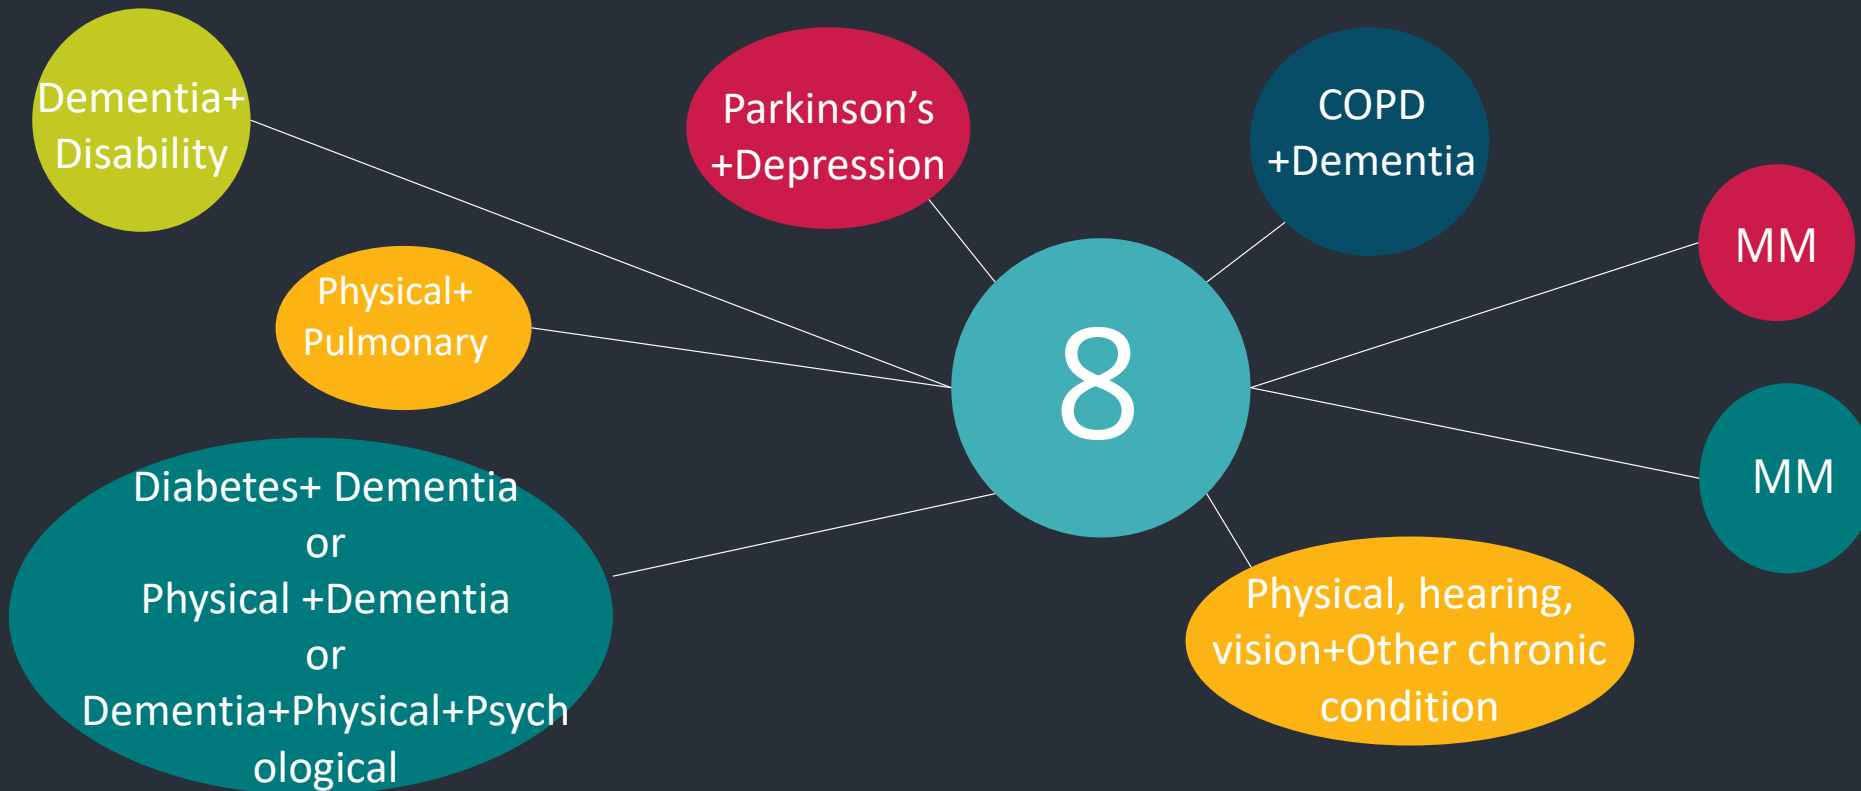 Dementia+
Disability
Parkinson’s
+Depression
COPD
+Dementia
MM
Physical+
Pulmonary
8
MM
Diabetes+ Dementia
or
Physical +Dementia
or
Dementia+Physical+Psych
ological
Physical, hearing,
vision+Other chronic
condition